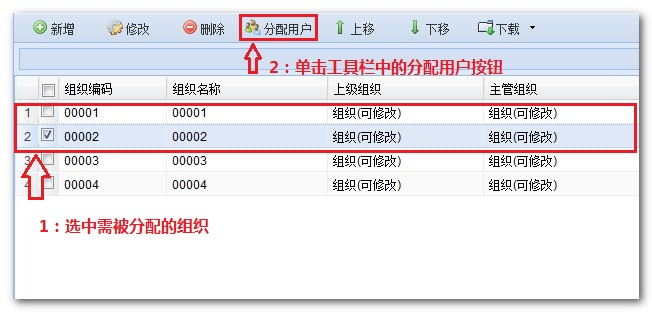 新增 修改 删除 分配用户 上移 下移 下载
2：单击工具栏中的分配用户按钮
组织编码 组织名称 上级组织 主管组织
1 00001 00001 组织(可修改) 组织(可修改)
2 00002 00002 组织(可修改) 组织(可修改)
3 00003 00003 组织(可修改) 组织(可修改)
4 00004 00004 组织(可修改) 组织(可修改)
1：选中需被分配的组织